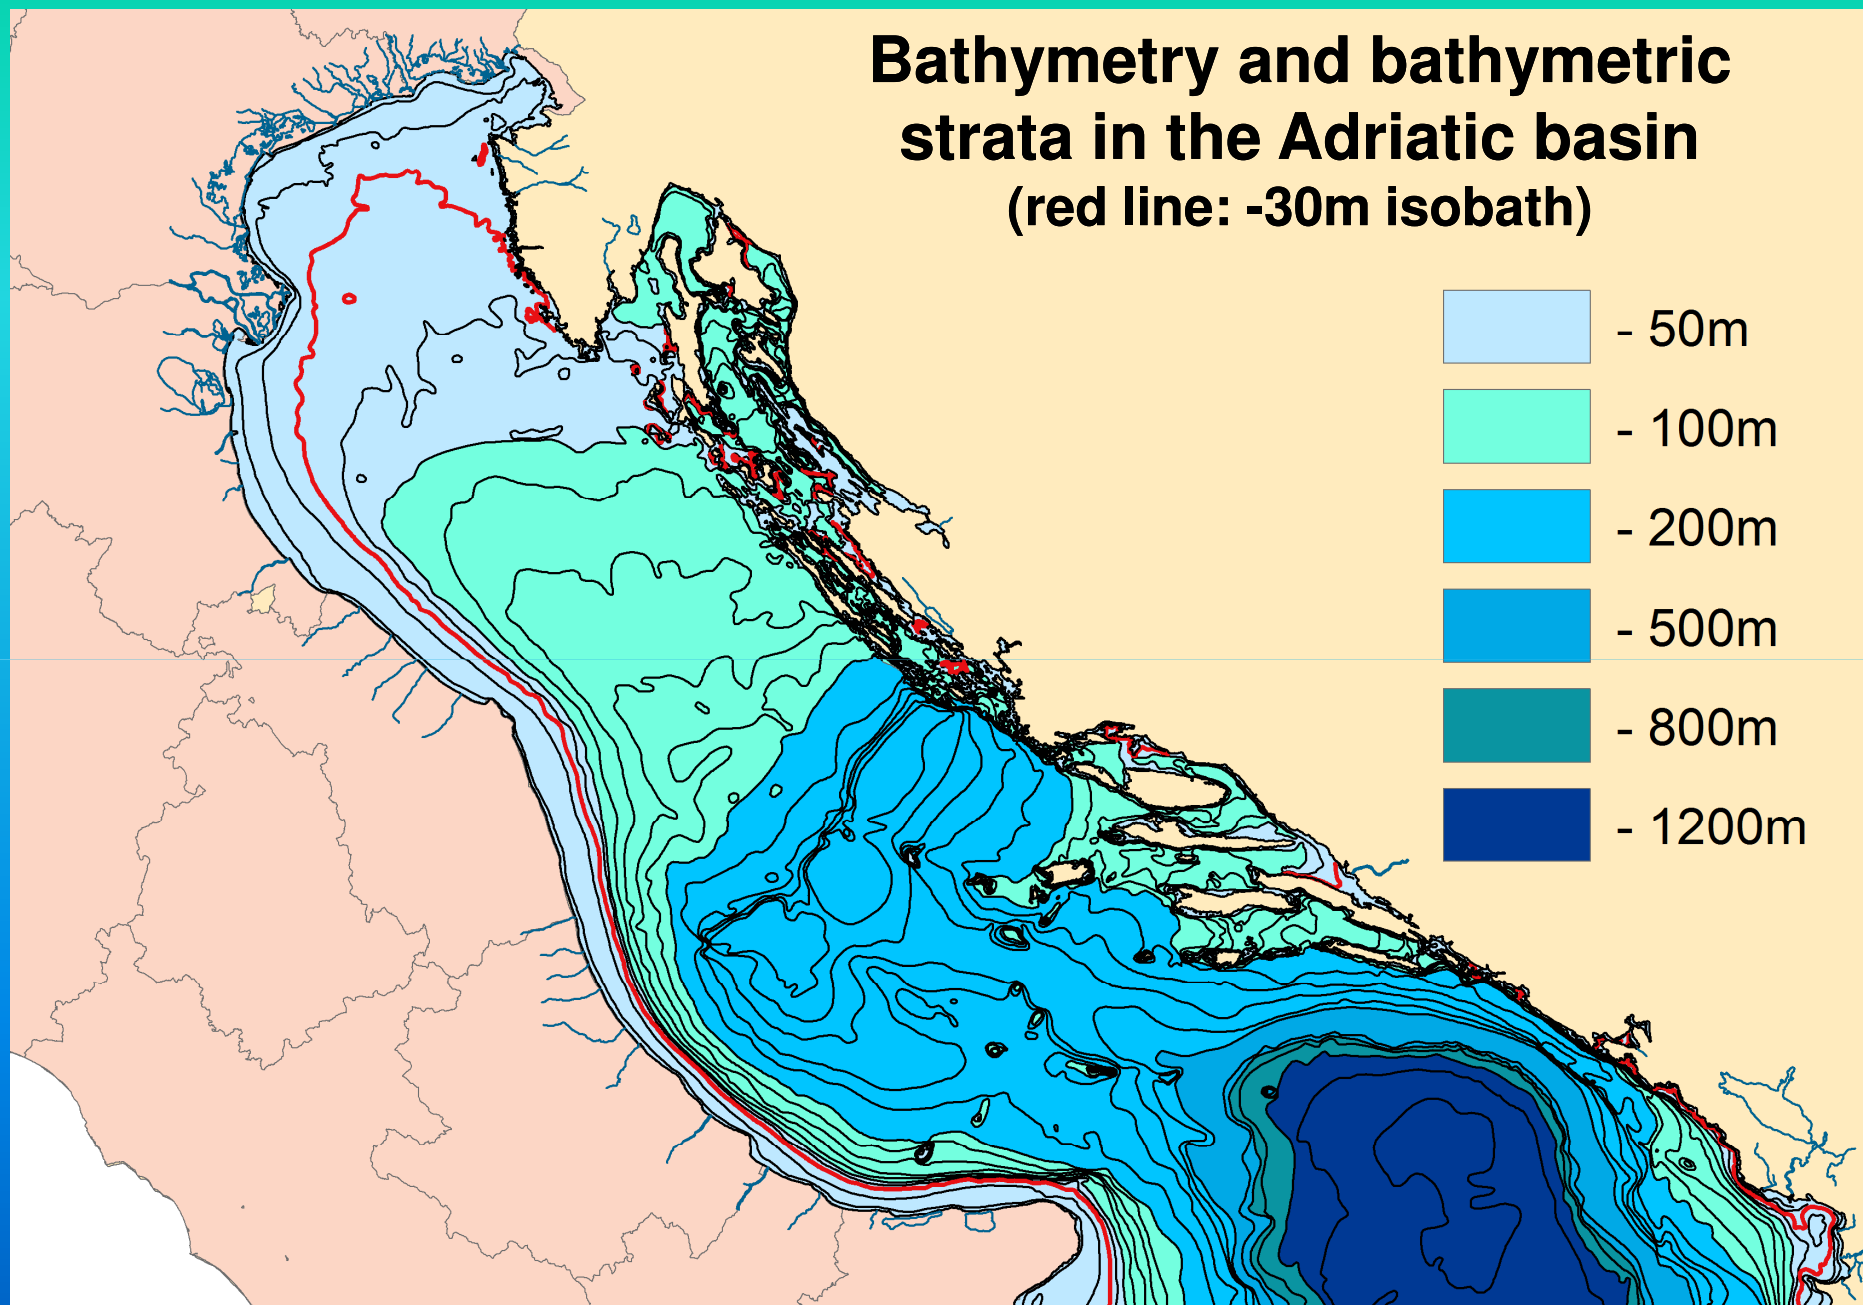 Bathymetry and bathymetric
strata in the Adriatic basin
(red line: -30m isobath)
- 50m
- 100m
- 200m
- 500m
- 800m
- 1200m